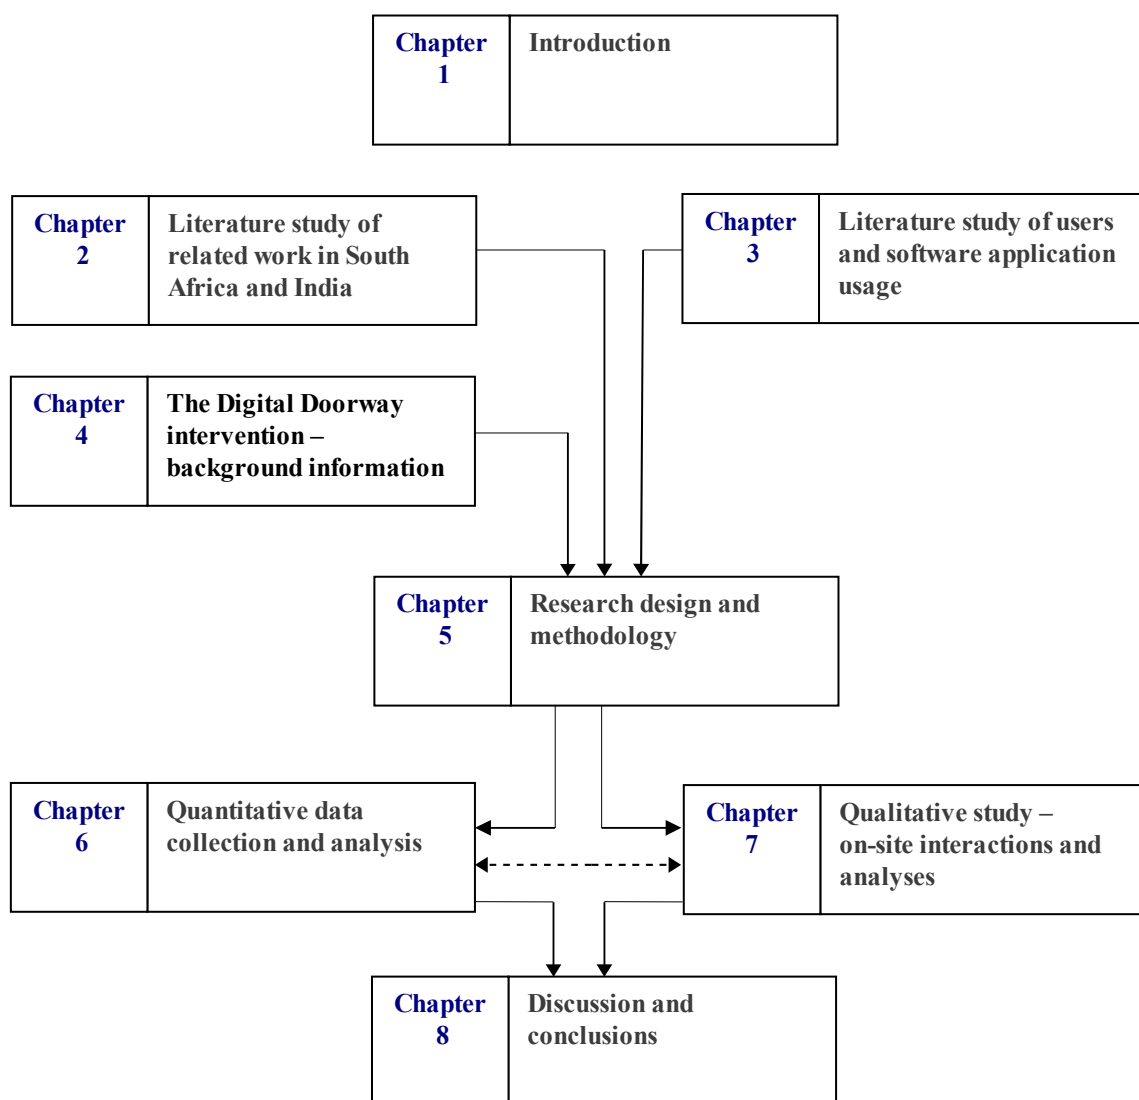 Chapter
1
Introduction
Chapter
2
Literature study of
related work in South
Africa and India
Chapter
3
Literature study of users
and software application
usage
Chapter
4
The Digital Doorway
intervention –
background information
Chapter
5
Research design and
methodology
Chapter
6
Quantitative data
collection and analysis
Chapter
7
Qualitative study –
on-site interactions and
analyses
Chapter
8
Discussion and
conclusions